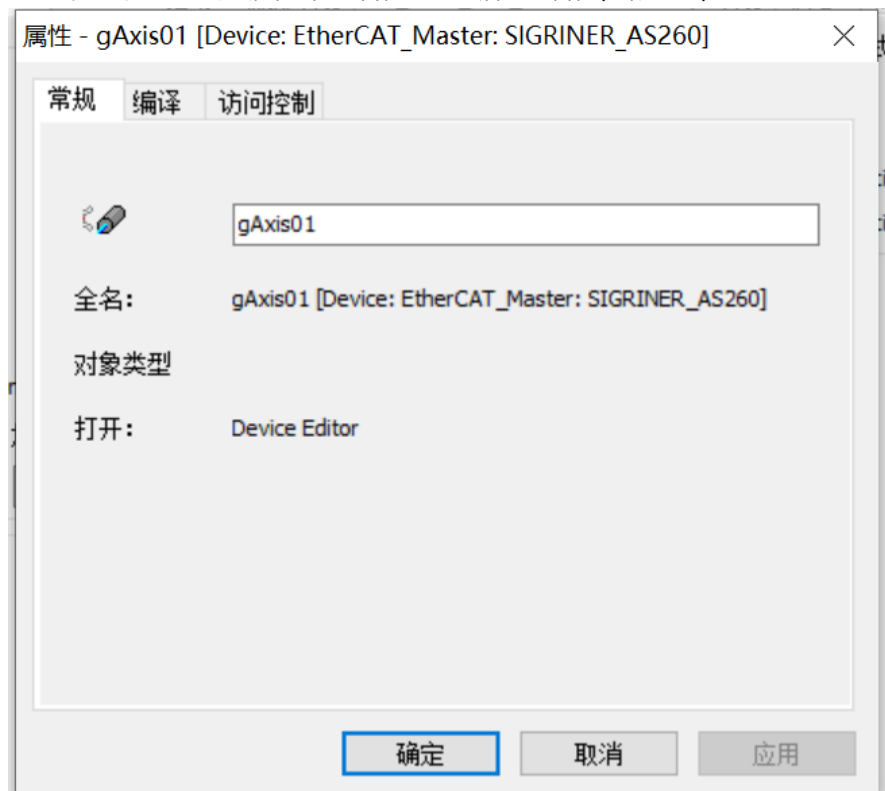 属性 - gAxis01 [Device: EtherCAT_Master: SIGRINER_AS260]
常规 编译 访问控制
gAxis01
全名: gAxis01 [Device: EtherCAT_Master: SIGRINER_AS260]
对象类型
打开: Device Editor
确定 取消 应用